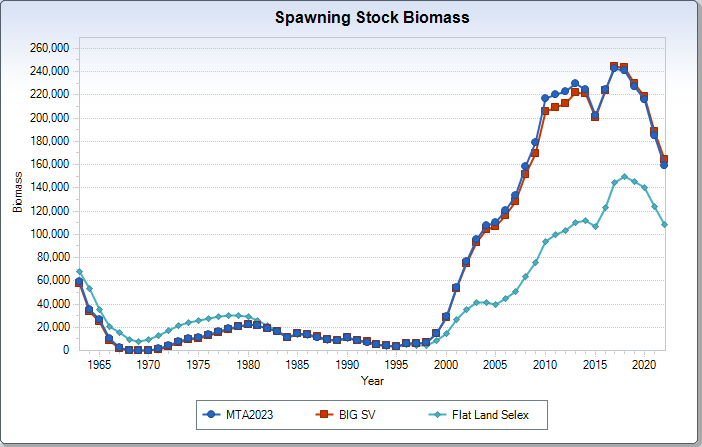 Spawning Stock Biomass
Biomass
260,000
240,000
220,000
200,000
180,000
160,000
140,000
120,000
100,000
80,000
60,000
40,000
20,000
0
1965 1970 1975 1980 1985 1990 1995 2000 2005 2010 2015 2020
Year
MTA2023 BIG SV Flat Land Selex